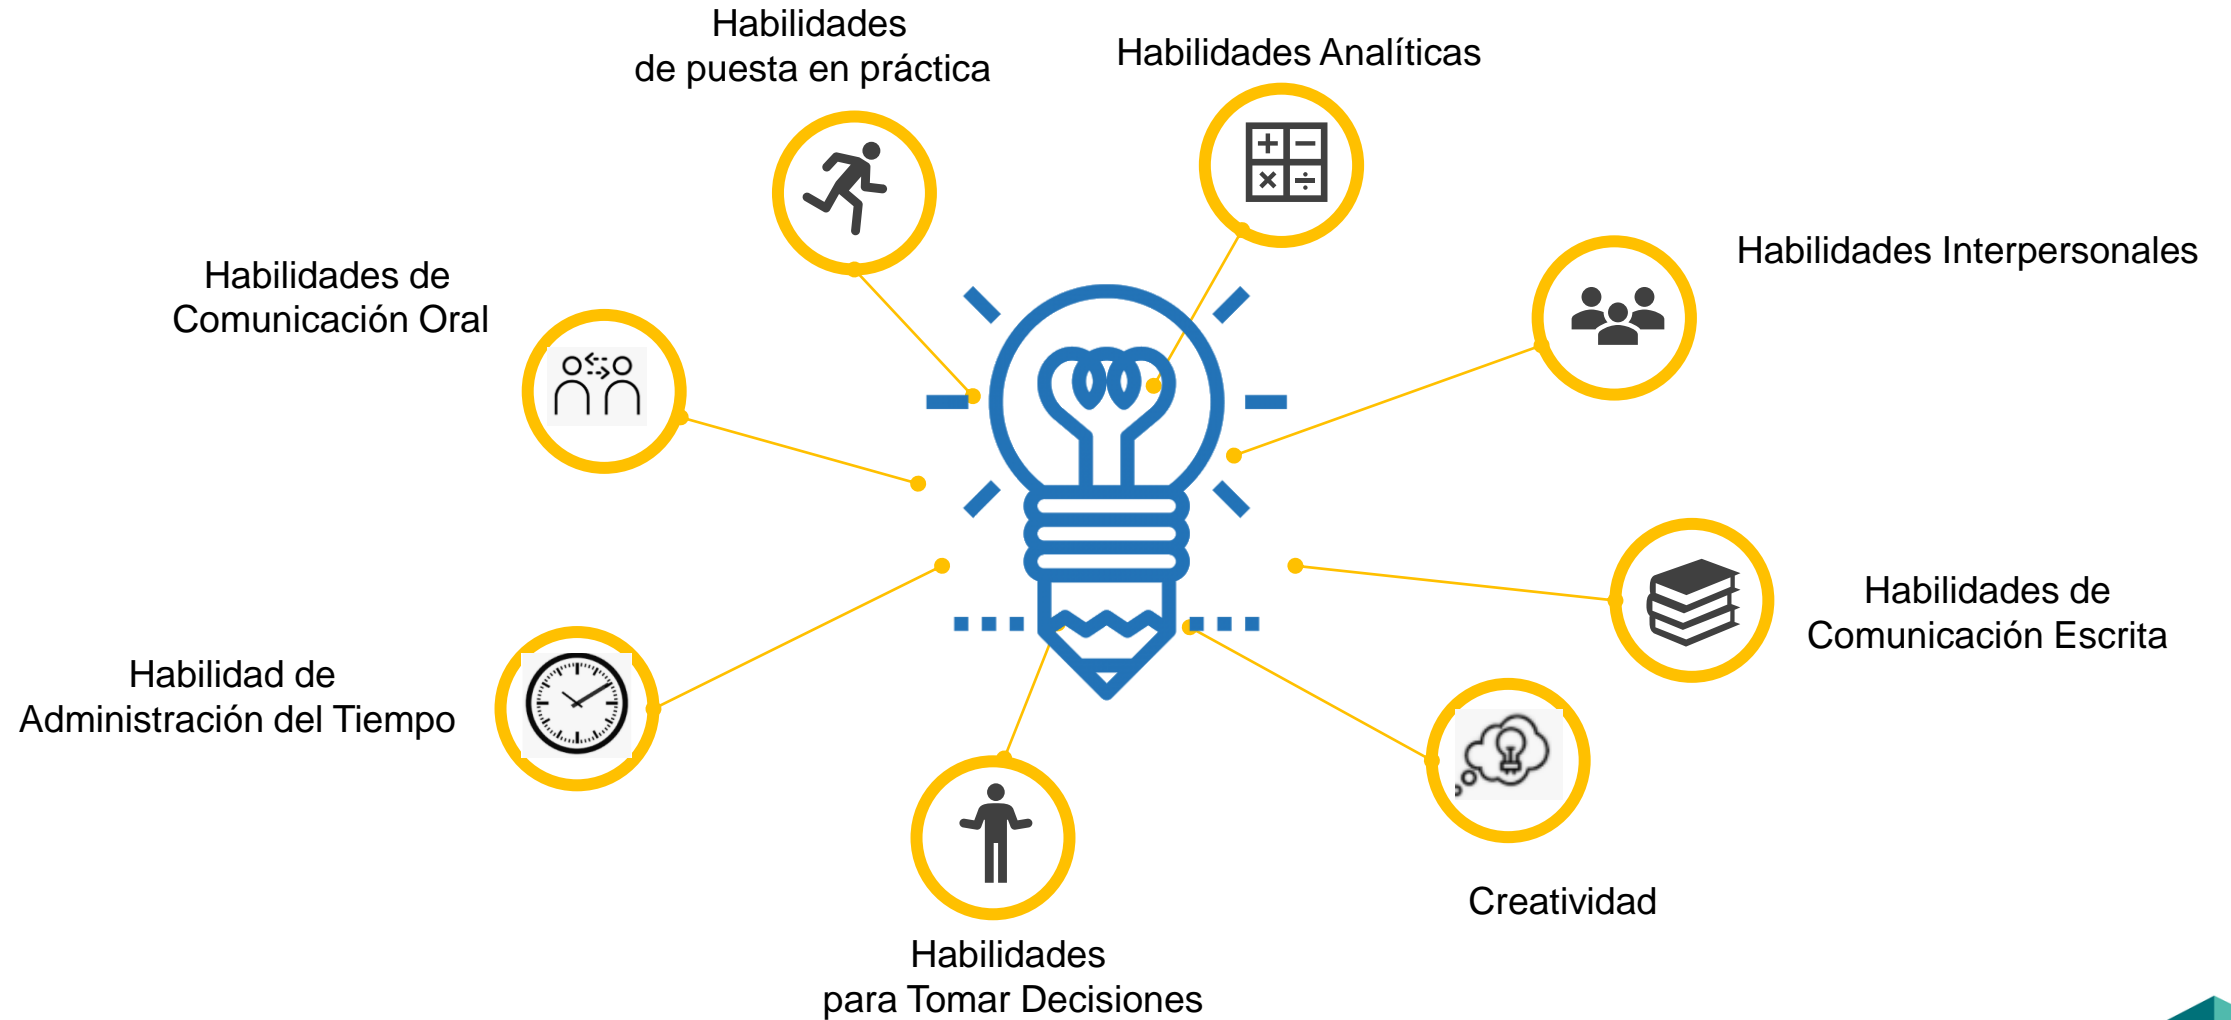 Habilidades
de puesta en práctica
Habilidades Analíticas
Habilidades Interpersonales
Habilidades de
Comunicación Oral
Habilidades de
Comunicación Escrita
Habilidad de
Administración del Tiempo
Creatividad
Habilidades
para Tomar Decisiones